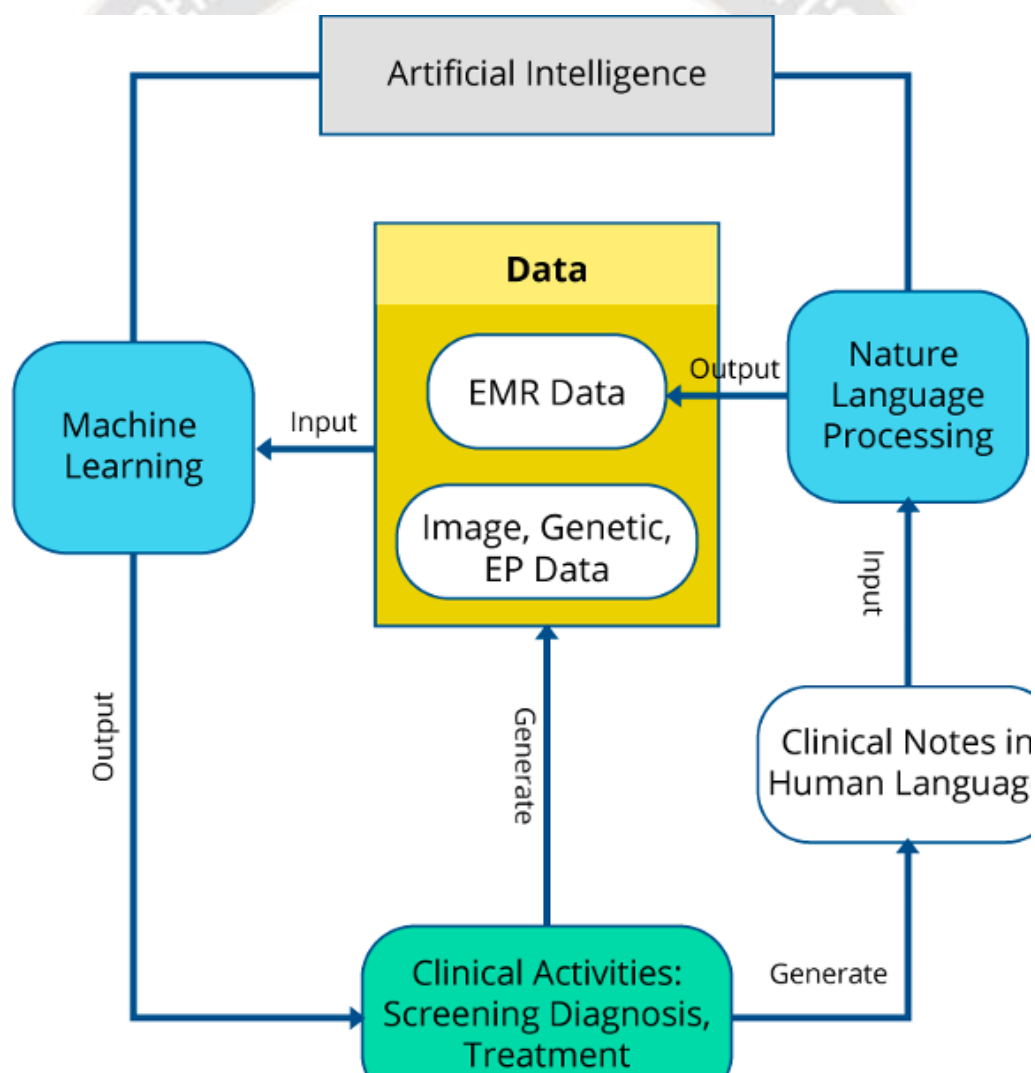 Artificial Intelligence
Data
EMR Data
Output
Nature
Language
Processing
Machine
Learning
Input
Image, Genetic,
EP Data
Input
Output
Generate
Clinical Notes in
Human Language
Generate
Clinical Activities:
Screening Diagnosis,
Treatment